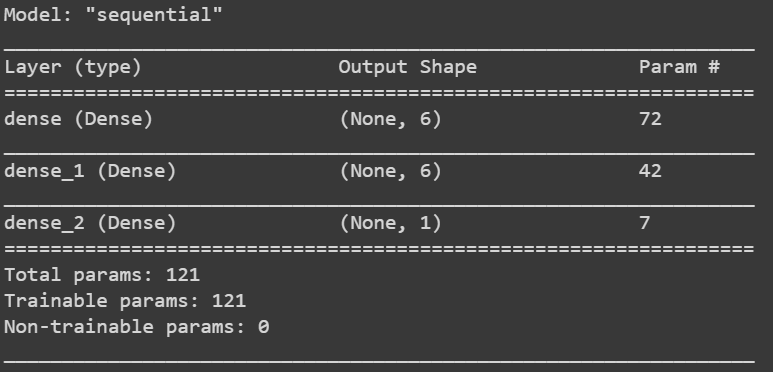 Model: "sequential"
_________________________________________________________________
Layer (type)                 Output Shape              Param #
=================================================================
dense (Dense)                (None, 6)                 72
_________________________________________________________________
dense_1 (Dense)              (None, 6)                 42
_________________________________________________________________
dense_2 (Dense)              (None, 1)                 7
=================================================================
Total params: 121
Trainable params: 121
Non-trainable params: 0
_________________________________________________________________